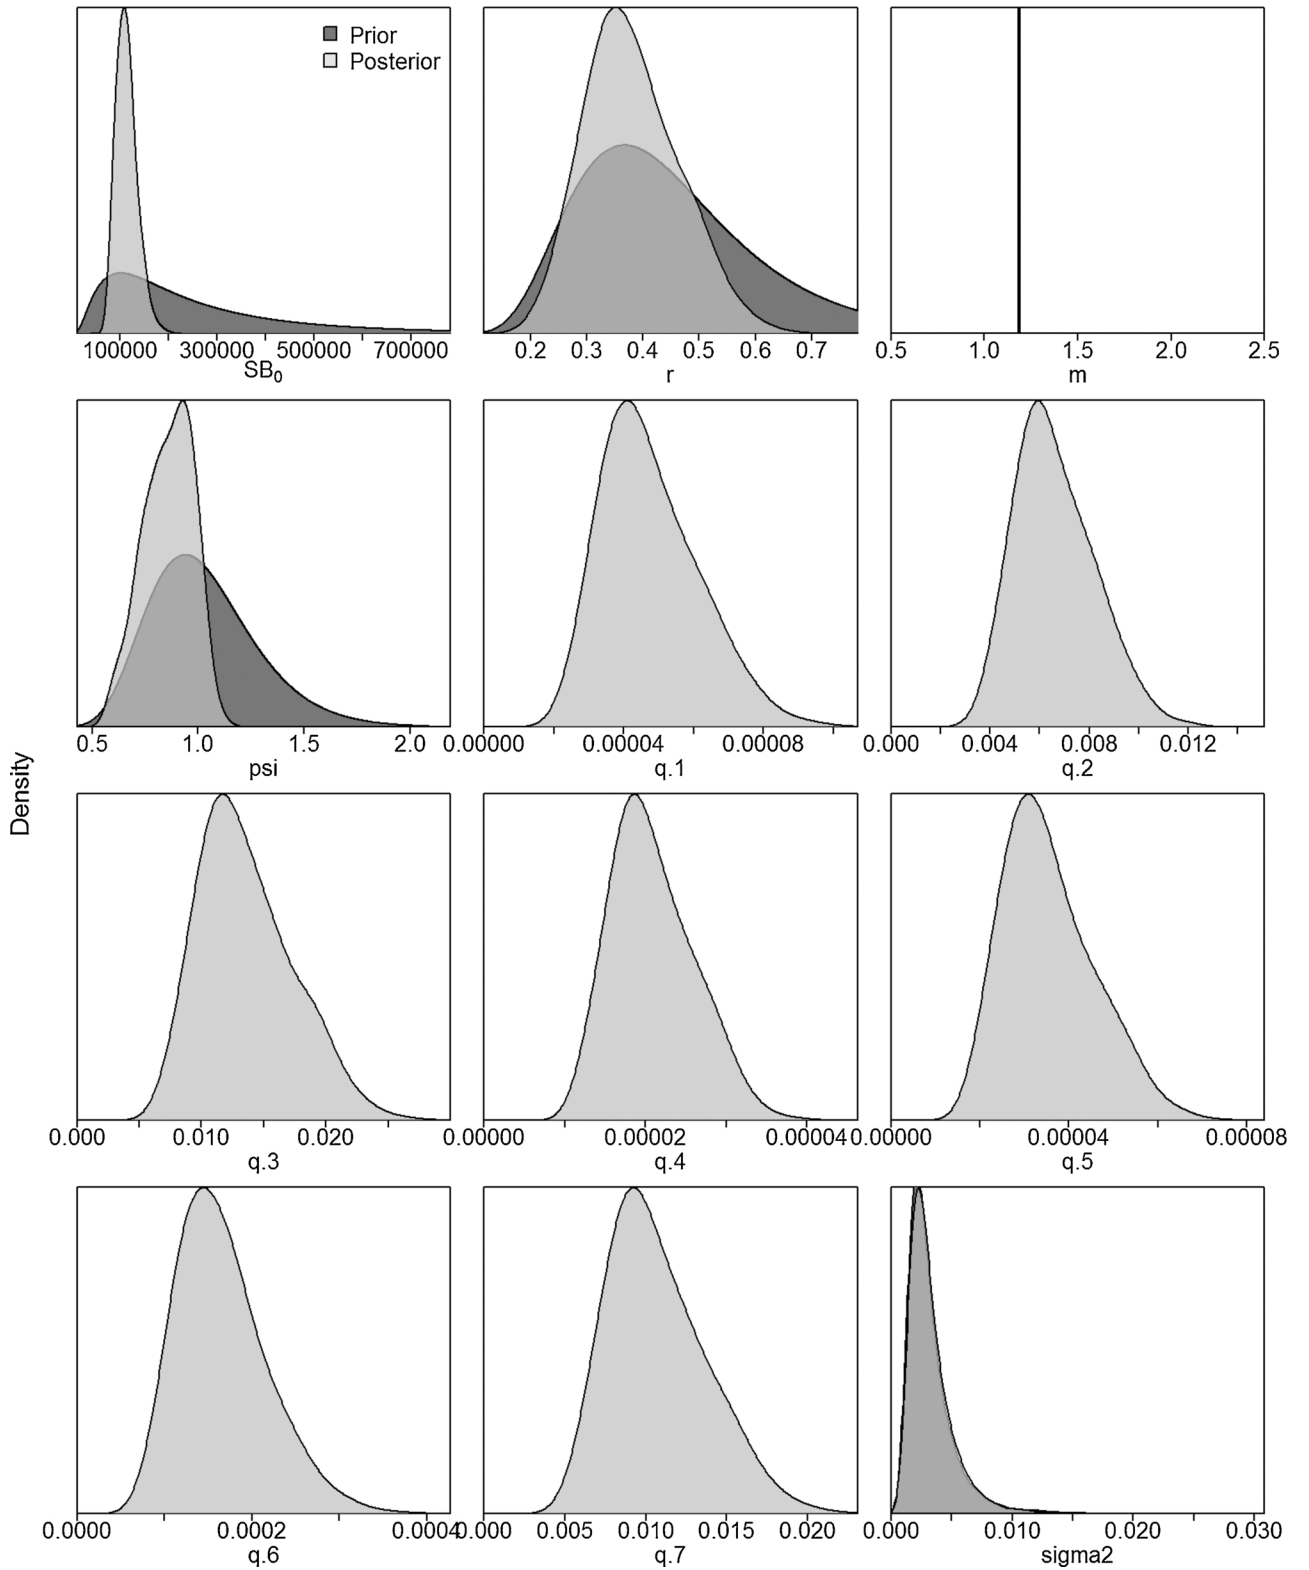 Prior
Posterior
100000 300000 500000 700000
SB₀
0.2 0.3 0.4 0.5 0.6 0.7
r
0.5 1.0 1.5 2.0 2.5
m
0.5 1.0 1.5 2.0
psi
0.00000 0.00004 0.00008
q.1
0.000 0.004 0.008 0.012
q.2
Density
0.000 0.010 0.020
q.3
0.00000 0.00002 0.00004
q.4
0.00000 0.00004 0.00008
q.5
0.0000 0.0002 0.0004
q.6
0.000 0.005 0.010 0.015 0.020
q.7
0.000 0.010 0.020 0.030
sigma2